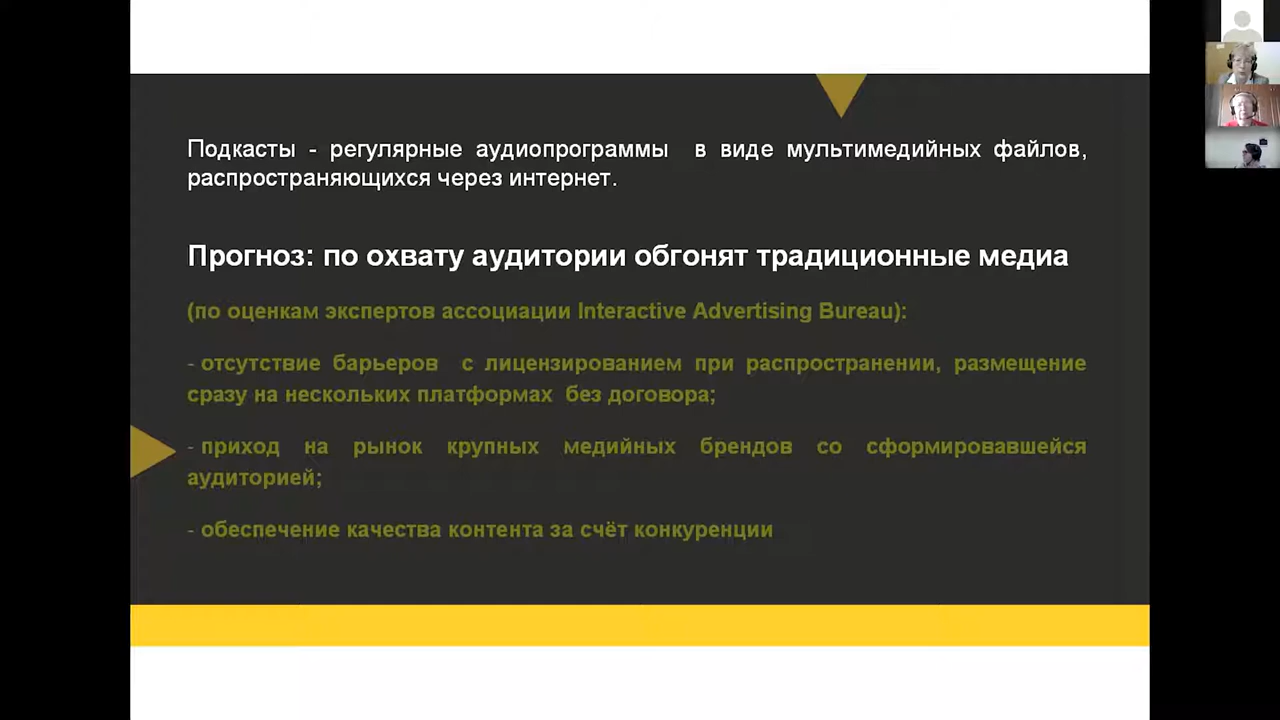 Подкасты - регулярные аудиопрограммы в виде мультимедийных файлов,
распространяющихся через интернет.
Прогноз: по охвату аудитории обгонят традиционные медиа
(по оценкам экспертов ассоциации Interactive Advertising Bureau):
- отсутствие барьеров с лицензированием при распространении, размещение
сразу на нескольких платформах без договора;
- приход на рынок крупных медийных брендов со сформировавшейся
аудиторией;
- обеспечение качества контента за счёт конкуренции